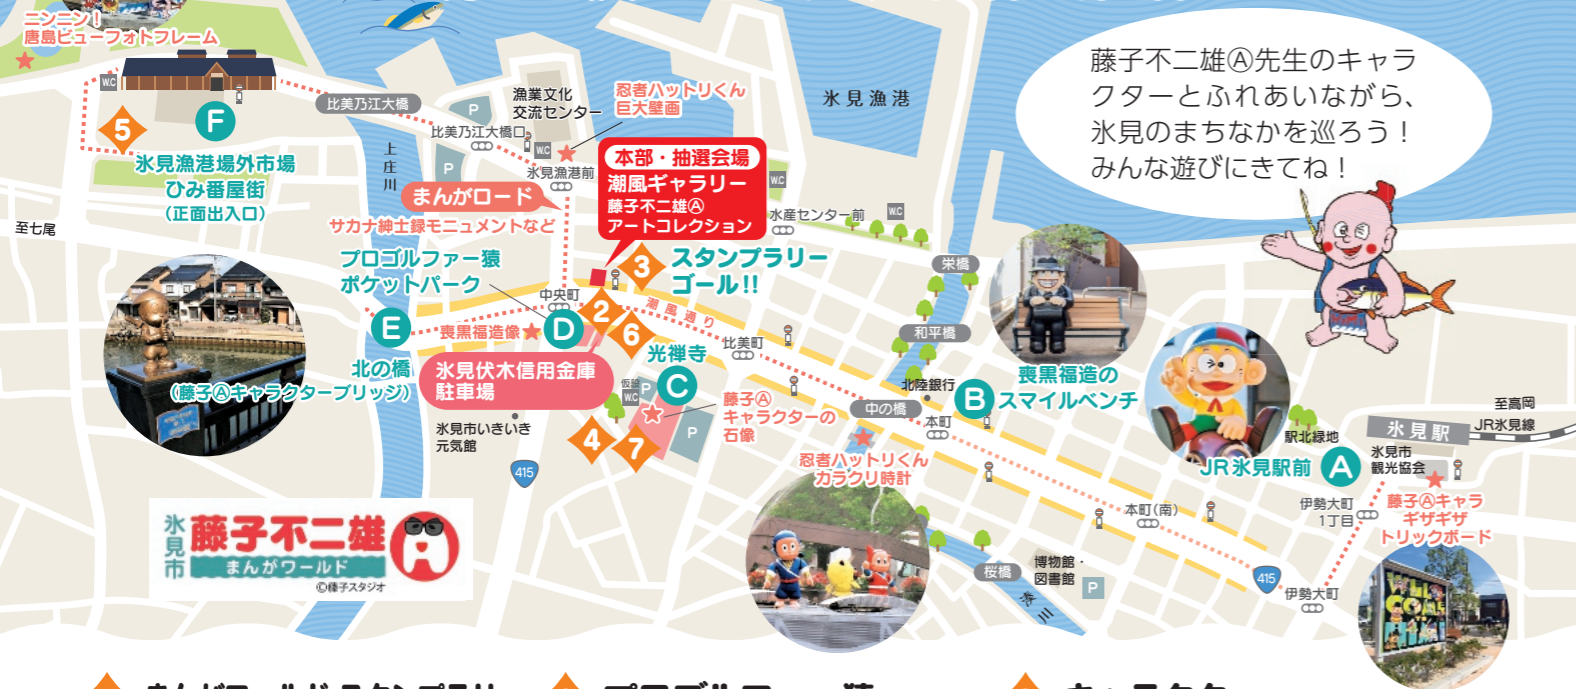 ニンニン！
唐島ビューフォトフレーム
W.C
5
F
氷見漁港場外市場
ひみ番屋街
（正面出入口）
至七尾
比美乃江大橋
上庄川
P
漁業文化
交流センター
比美乃江大橋口
W.C
P
忍者ハットリくん
巨大壁画
氷見漁港前
氷見漁港
まんがロード
サカナ紳士録モニュメントなど
本部・抽選会場
潮風ギャラリー
藤子不二雄Ⓐ
アートコレクション
W.C
水産センター前
W.C
藤子不二雄Ⓐ先生のキャラ
クターとふれあいながら、
氷見のまちなかを巡ろう！
みんな遊びにきてね！
プロゴルファー猿
ポケットパーク
3
スタンプラリー
ゴール!!
中央町
2
潮風通り
栄橋
E
喪黒福造像
D
6
比美町
和平橋
北の橋
（藤子Ⓐキャラクターブリッジ）
氷見伏木信用金庫
駐車場
光禅寺
仮設
W.C
P
C
藤子Ⓐ
キャラクターの
石像
P
4
7
氷見市いきいき
元気館
415
北陸銀行
B
喪黒福造の
スマイルベンチ
中の橋
本町
忍者ハットリくん
カラクリ時計
駅北緑地
JR氷見駅前
A
氷見駅
至高岡
JR氷見線
氷見市
観光協会
伊勢大町
1丁目
藤子Ⓐキャラ
ギザギザ
トリックボード
本町（南）
415
伊勢大町
桜橋
博物館・
図書館
P
湊川
WELCOME
TO
HIMI
氷見市
藤子不二雄Ⓐ
まんがワールド
©藤子スタジオ